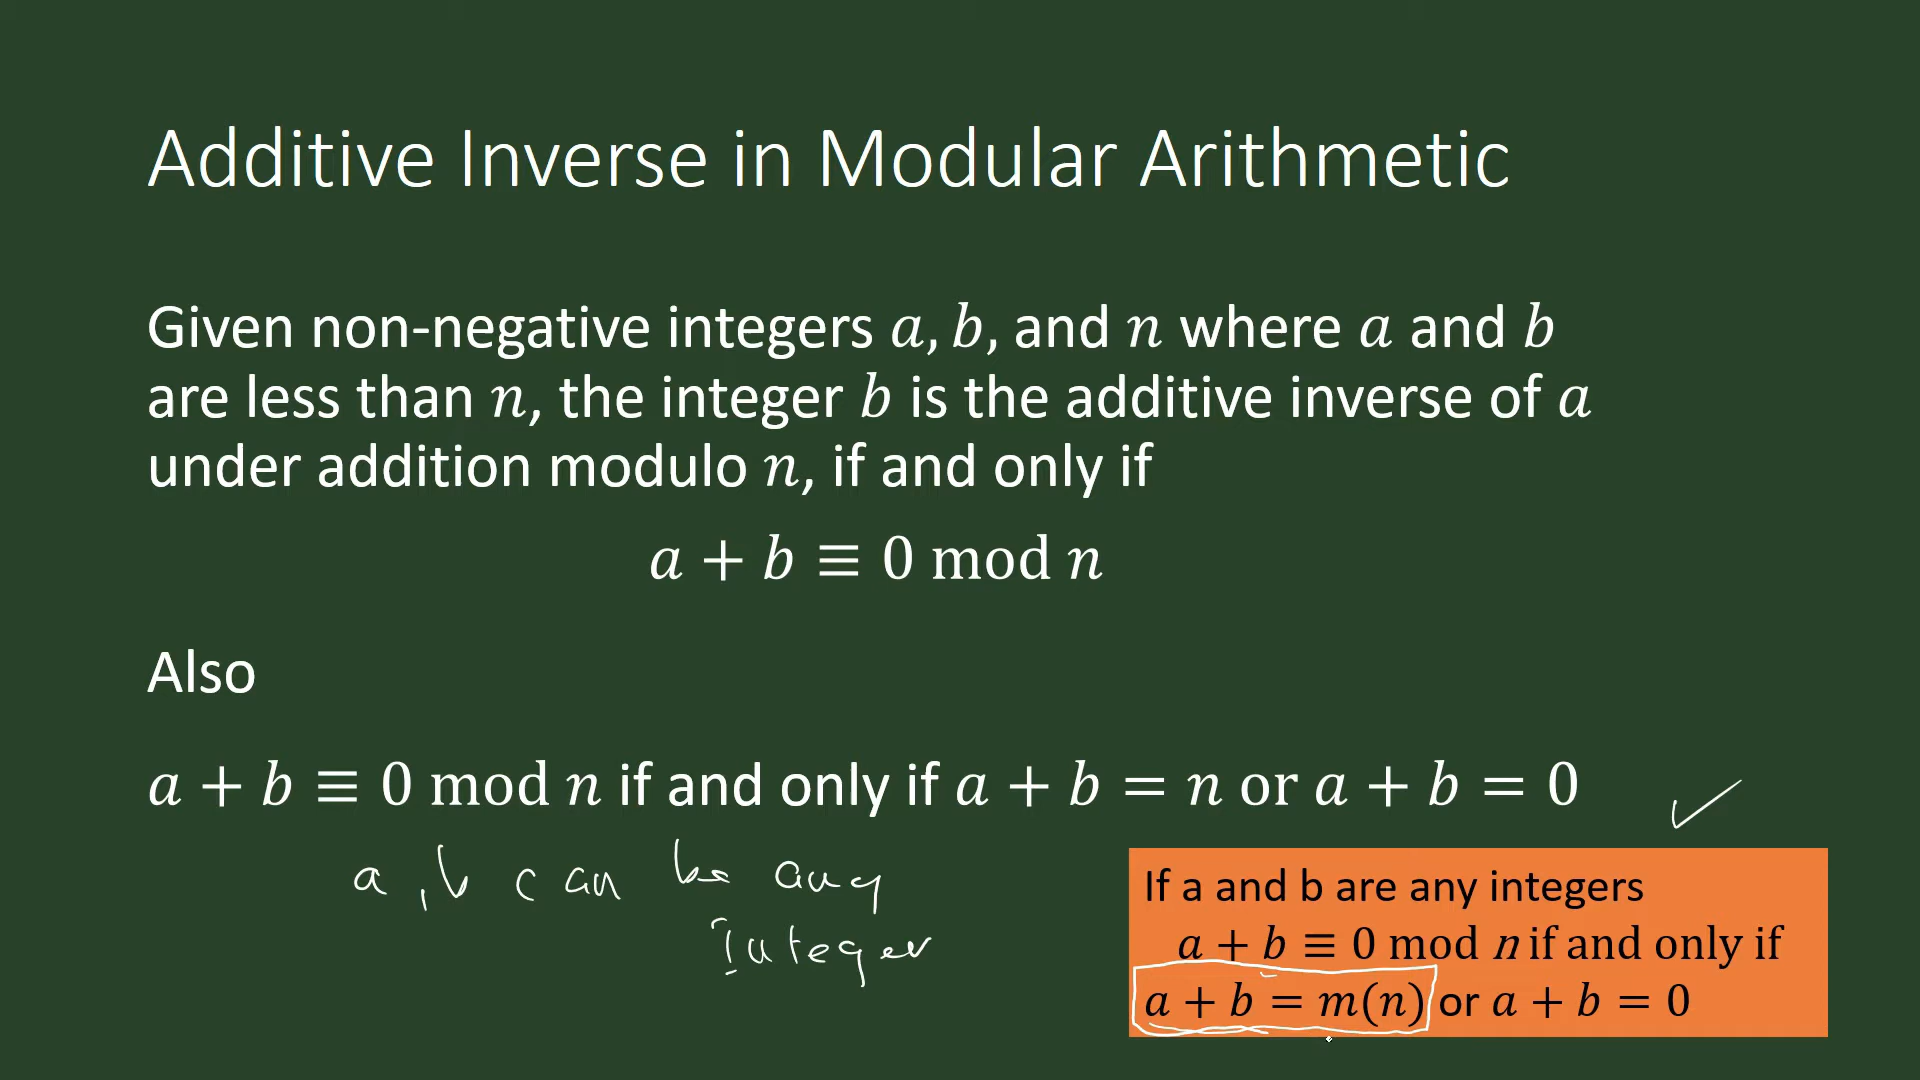 Additive Inverse in Modular Arithmetic
Given non-negative integers a, b, and n where a and b
are less than n, the integer b is the additive inverse of a
under addition modulo n, if and only if
a + b ≡ 0 mod n
Also
a + b ≡ 0 mod n if and only if a + b = n or a + b = 0
a , b can be any
Integer
If a and b are any integers
a + b ≡ 0 mod n if and only if
a + b = m(n) or a + b = 0